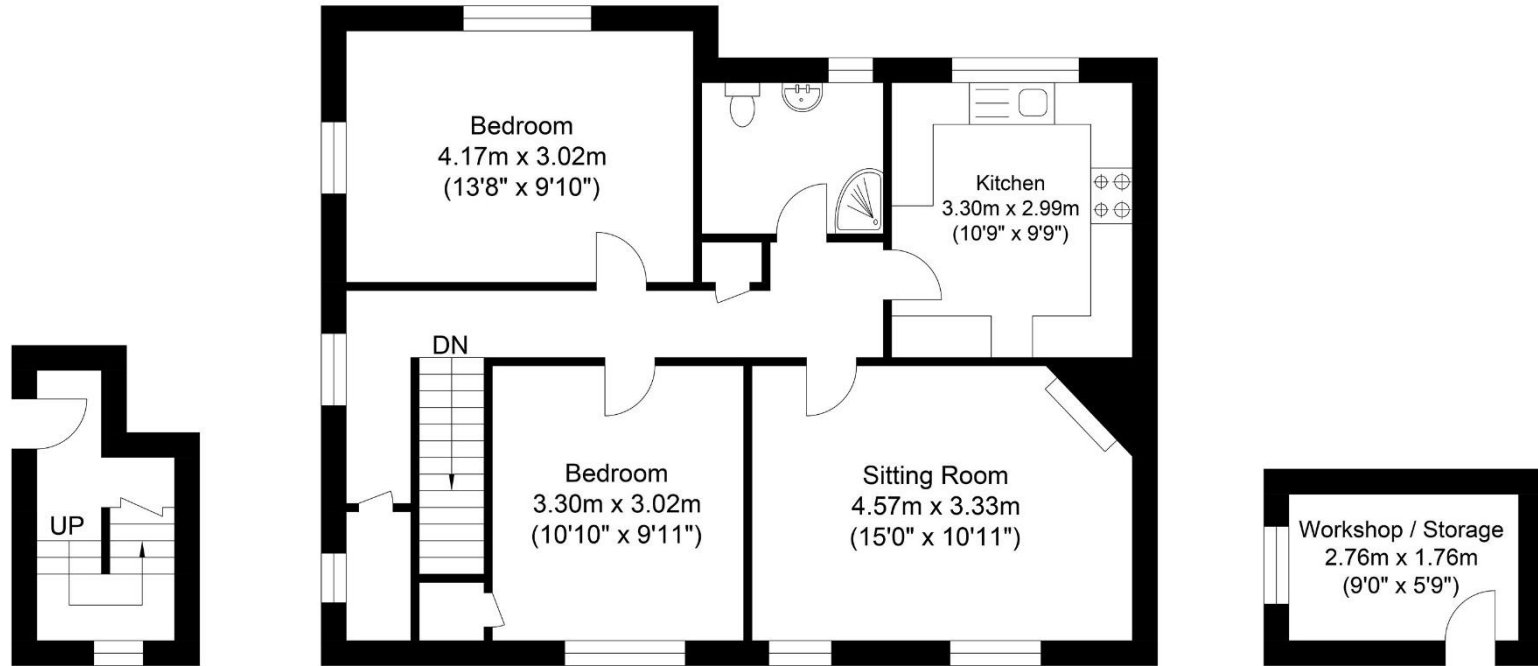 Bedroom
4.17m x 3.02m
(13'8" x 9'10")
Kitchen
3.30m x 2.99m
(10'9" x 9'9")
DN
UP
Bedroom
3.30m x 3.02m
(10'10" x 9'11")
Sitting Room
4.57m x 3.33m
(15'0" x 10'11")
Workshop / Storage
2.76m x 1.76m
(9'0" x 5'9")